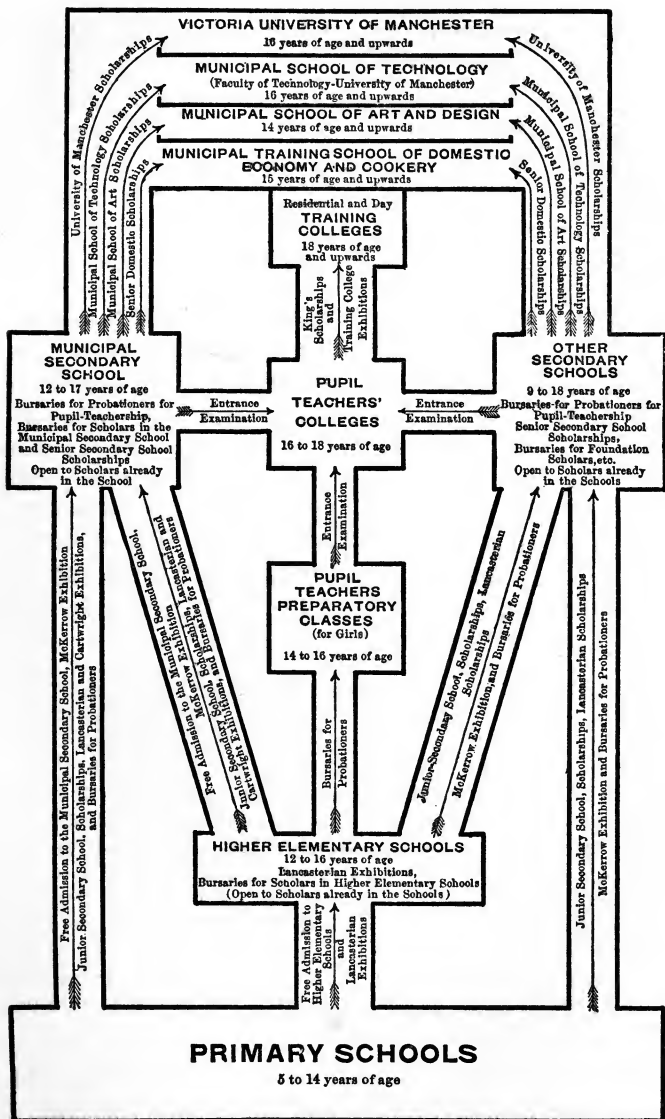 VICTORIA UNIVERSITY OF MANCHESTER
16 years of age and upwards
MUNICIPAL SCHOOL OF TECHNOLOGY
(Faculty of Technology-University of Manchester)
16 years of age and upwards
MUNICIPAL SCHOOL OF ART AND DESIGN
14 years of age and upwards
MUNICIPAL TRAINING SCHOOL OF DOMESTIC
ECONOMY AND COOKERY
15 years of age and upwards
University of Manchester Scholarships
Municipal School of Technology Scholarships
Municipal School of Art Scholarships
Senior Domestic Scholarships
Senior Domestic Scholarships
Municipal School of Art Scholarships
Municipal School of Technology Scholarships
University of Manchester Scholarships
Residential and Day
TRAINING
COLLEGES
18 years of age
and upwards
King's
Scholarships
and
Training College
Exhibitions
MUNICIPAL
SECONDARY
SCHOOL
12 to 17 years of age
Bursaries for Probationers for
Pupil-Teachership,
Bursaries for Scholars in the
Municipal Secondary School
and Senior Secondary School
Scholarships
Open to Scholars already
in the School
Entrance
Examination
PUPIL
TEACHERS'
COLLEGES
16 to 18 years of age
Entrance
Examination
OTHER
SECONDARY
SCHOOLS
9 to 18 years of age
Bursaries for Probationers for
Pupil-Teachership
Senior Secondary School
Scholarships,
Bursaries for Foundation
Scholars, etc.
Open to Scholars already
in the Schools
Entrance
Examination
PUPIL
TEACHERS
PREPARATORY
CLASSES
(for Girls)
14 to 16 years of age
Free Admission to the Municipal Secondary School, McKerrow Exhibition
Junior Secondary School, Scholarships, Lancasterian and Cartwright Exhibitions,
and Bursaries for Probationers
Free Admission to the Municipal Secondary School,
McKerrow Exhibition
Junior Secondary School, Scholarships, Lancasterian and
Cartwright Exhibitions, and Bursaries for Probationers
Bursaries for
Probationers
Junior-Secondary School, Scholarships, Lancasterian
Scholarships
McKerrow Exhibition, and Bursaries for Probationers
Junior Secondary School, Scholarships, Lancasterian Scholarships
McKerrow Exhibition and Bursaries for Probationers
HIGHER ELEMENTARY SCHOOLS
12 to 16 years of age
Lancasterian Exhibitions,
Bursaries for Scholars in Higher Elementary Schools
(Open to Scholars already in the Schools)
Free Admission to
Higher Elementary
Schools
and
Lancasterian
Exhibitions
PRIMARY SCHOOLS
5 to 14 years of age